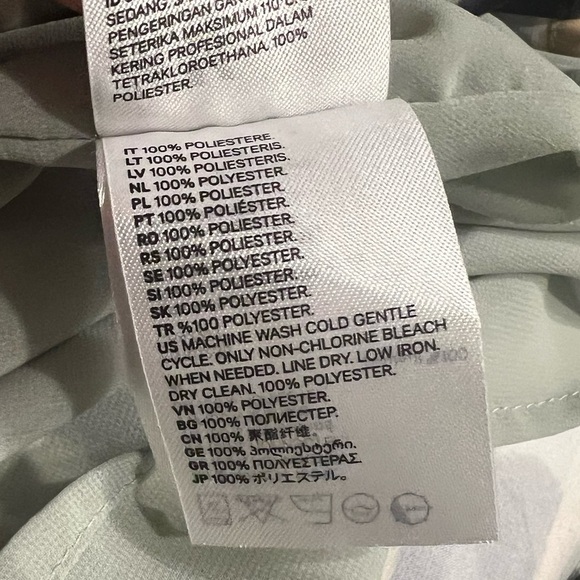 SEDANG,
PENGERINGAN
SETERIKA MAKSIMUM 110°C
KERING PROFESIONAL DALAM
TETRAKLOROETHANA. 100%
POLIESTER.
IT 100% POLIESTERE.
LT 100% POLIESTERIS.
LV 100% POLIESTERIS.
NL 100% POLYESTER.
PL 100% POLIESTER.
PT 100% POLIÉSTER.
RO 100% POLIESTER.
RS 100% POLIESTER.
SE 100% POLYESTER.
SI 100% POLIESTER.
SK 100% POLYESTER.
TR %100 POLYESTER.
US MACHINE WASH COLD GENTLE
CYCLE. ONLY NON-CHLORINE BLEACH
WHEN NEEDED. LINE DRY. LOW IRON.
DRY CLEAN. 100% POLYESTER.
VN 100% POLYESTER.
BG 100% ПОЛИЕСТЕР.
CN 100% 聚酯纤维
GE 100% პოლიესტერი.
GR 100% ΠΟΛΥΕΣΤΕΡΑΣ
JP 100% ポリエステル。